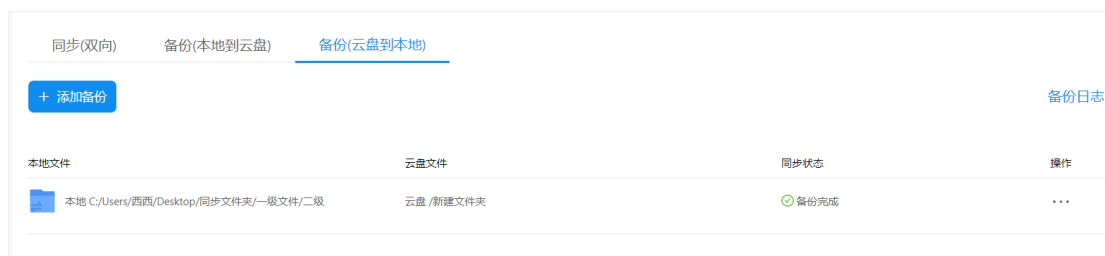 同步(双向) 备份(本地到云盘) 备份(云盘到本地)
+ 添加备份 备份日志
本地文件 云盘文件 同步状态 操作
本地 C:/Users/西西/Desktop/同步文件夹/一级文件/二级 云盘 /新建文件夹 备份完成 ...